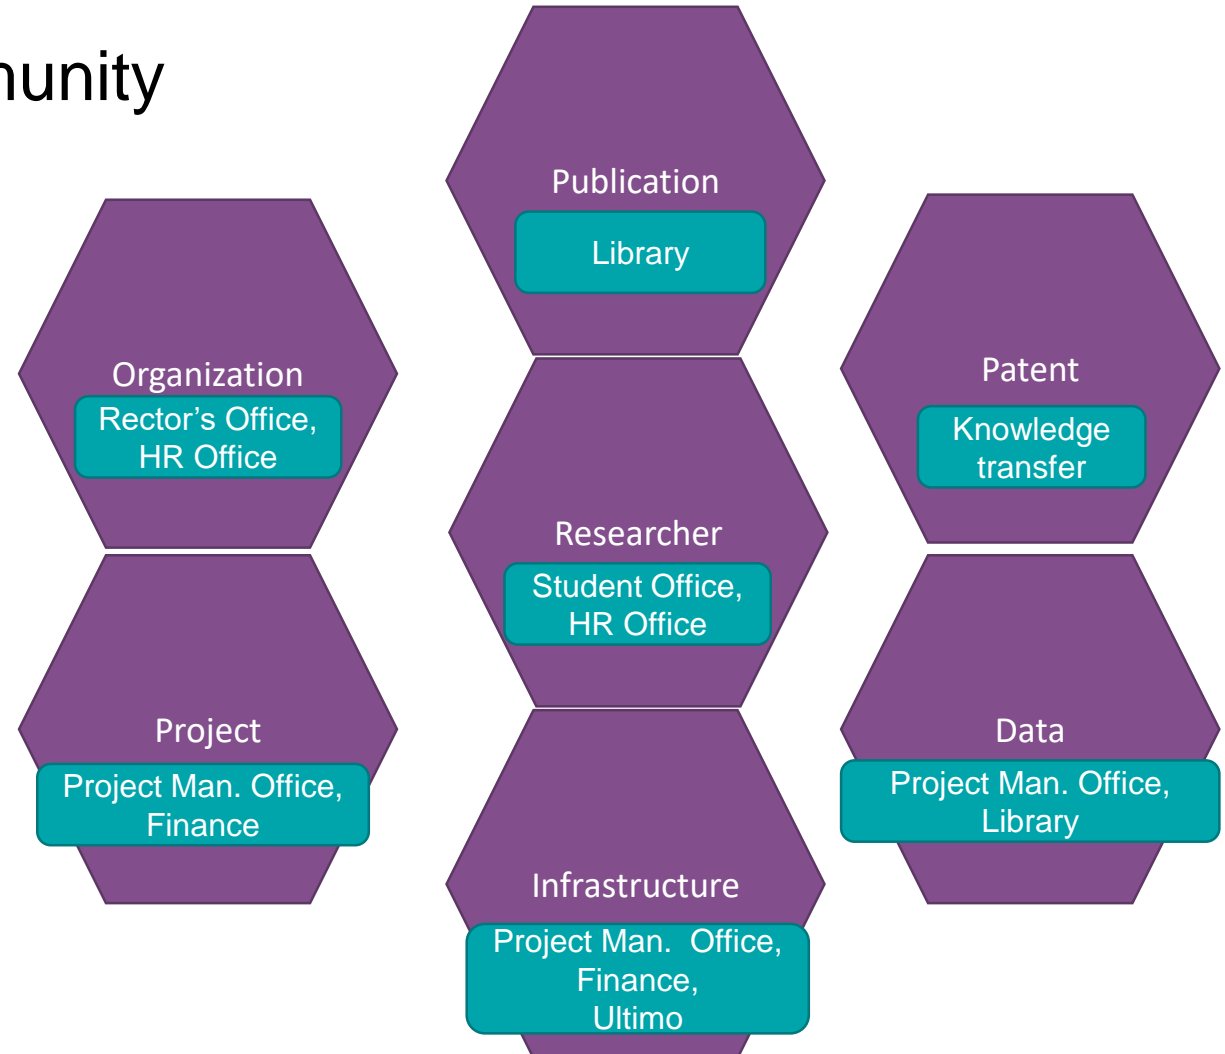 munity
Publication
Library
Organization
Rector's Office,
HR Office
Patent
Knowledge
transfer
Researcher
Student Office,
HR Office
Project
Project Man. Office,
Finance
Data
Project Man. Office,
Library
Infrastructure
Project Man.  Office,
Finance,
Ultimo